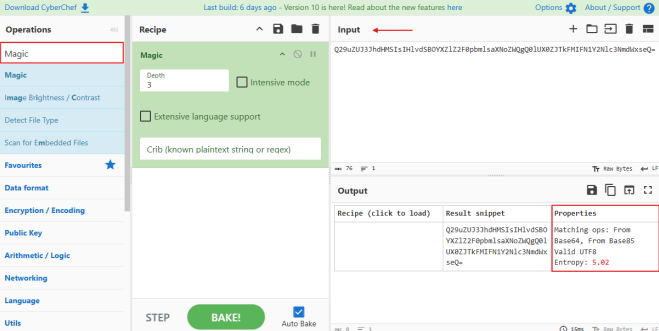 Download CyberChef
Last build: 6 days ago - Version 10 is here! Read about the new features here
Options
About / Support
Operations
Recipe
Input
Magic
Magic
Image Brightness / Contrast
Detect File Type
Scan for Embedded Files
Favourites
Data format
Encryption / Encoding
Public Key
Arithmetic / Logic
Networking
Language
Utils
Magic
Depth
3
Intensive mode
Extensive language support
Crib (known plaintext string or regex)
STEP
BAKE!
Auto Bake
Q29uZ3JhdHMSIsIHlvdSBOYXZlZ2F0pbmlsaXNoZWQgQ0lUX0ZJTkFMIFN1Y2Nlc3NmdWxseQ=
76
1
Raw Bytes
LF
Output
Recipe (click to load)
Result snippet
Properties
Matching ops: From
Base64, From Base85
Valid UTF8
Entropy: 5.02
0
1
15ms
Raw Bytes
LF